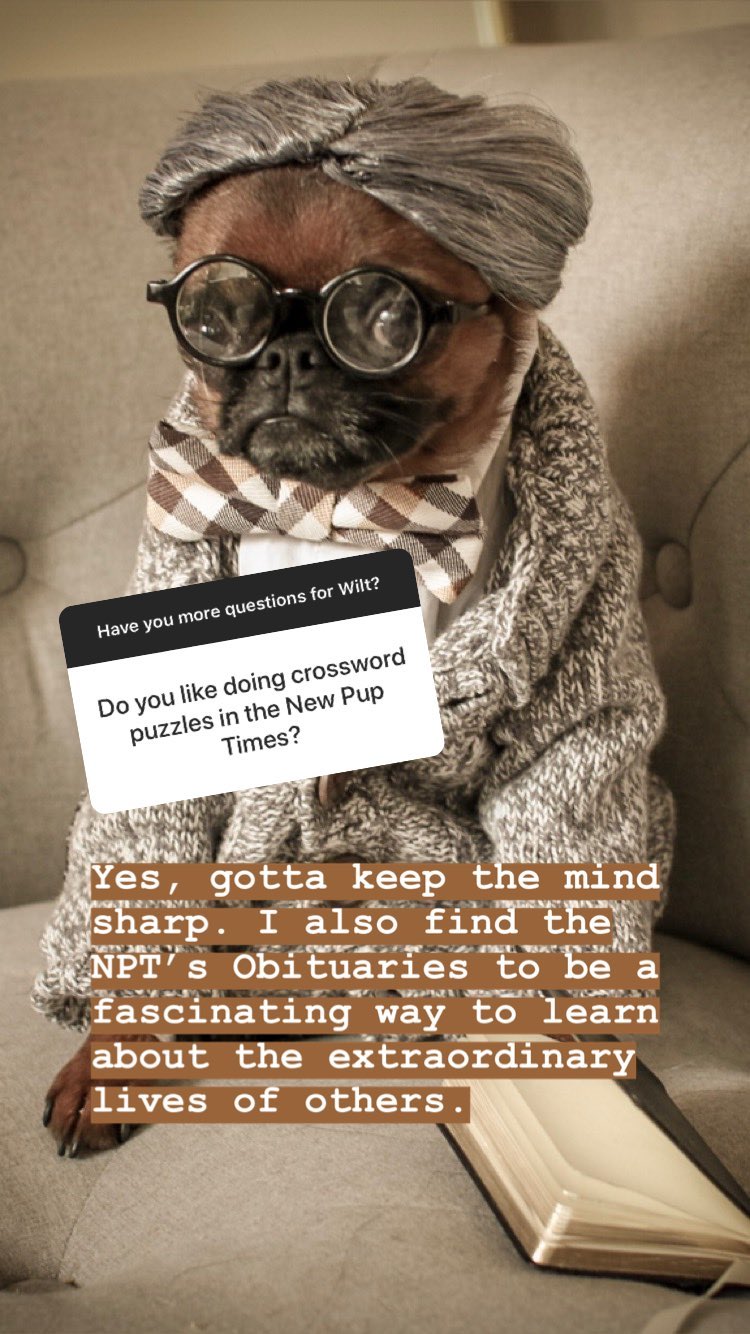 Have you more questions for Wilt?
Do you like doing crossword
puzzles in the New Pup
Times?
Yes, gotta keep the mind
sharp. I also find the
NPT’s Obituaries to be a
fascinating way to learn
about the extraordinary
lives of others.